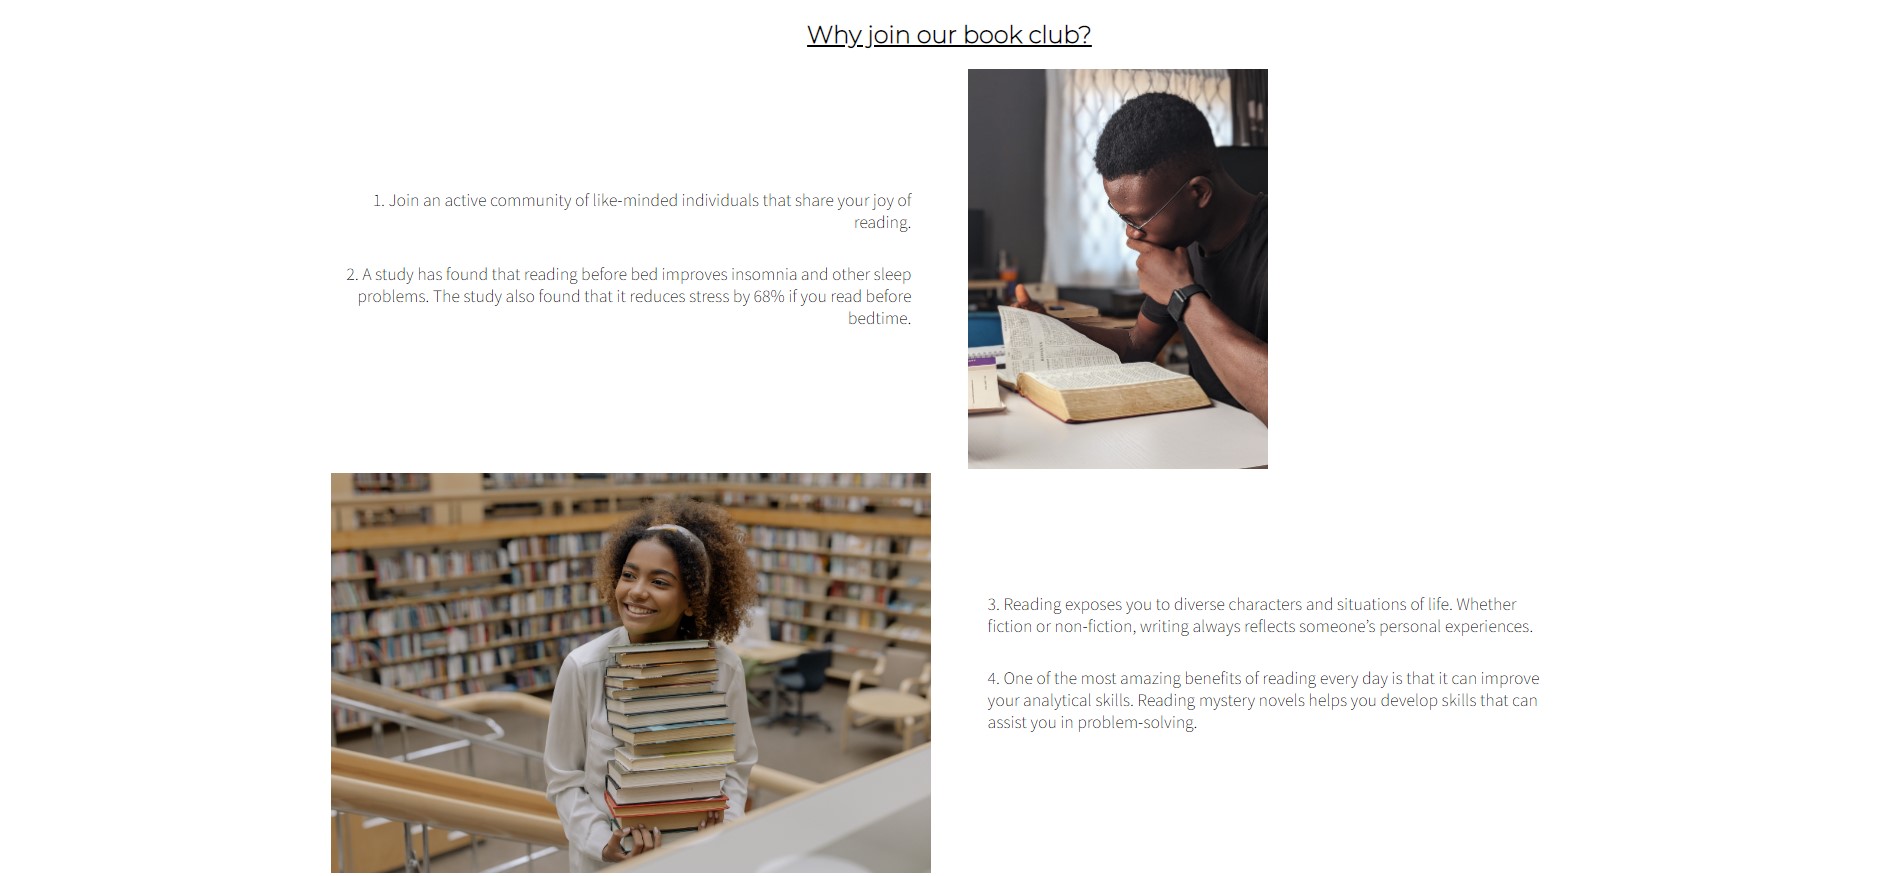 Why join our book club?
1. Join an active community of like-minded individuals that share your joy of
reading.
2. A study has found that reading before bed improves insomnia and other sleep
problems. The study also found that it reduces stress by 68% if you read before
bedtime.
3. Reading exposes you to diverse characters and situations of life. Whether
fiction or non-fiction, writing always reflects someone’s personal experiences.
4. One of the most amazing benefits of reading every day is that it can improve
your analytical skills. Reading mystery novels helps you develop skills that can
assist you in problem-solving.